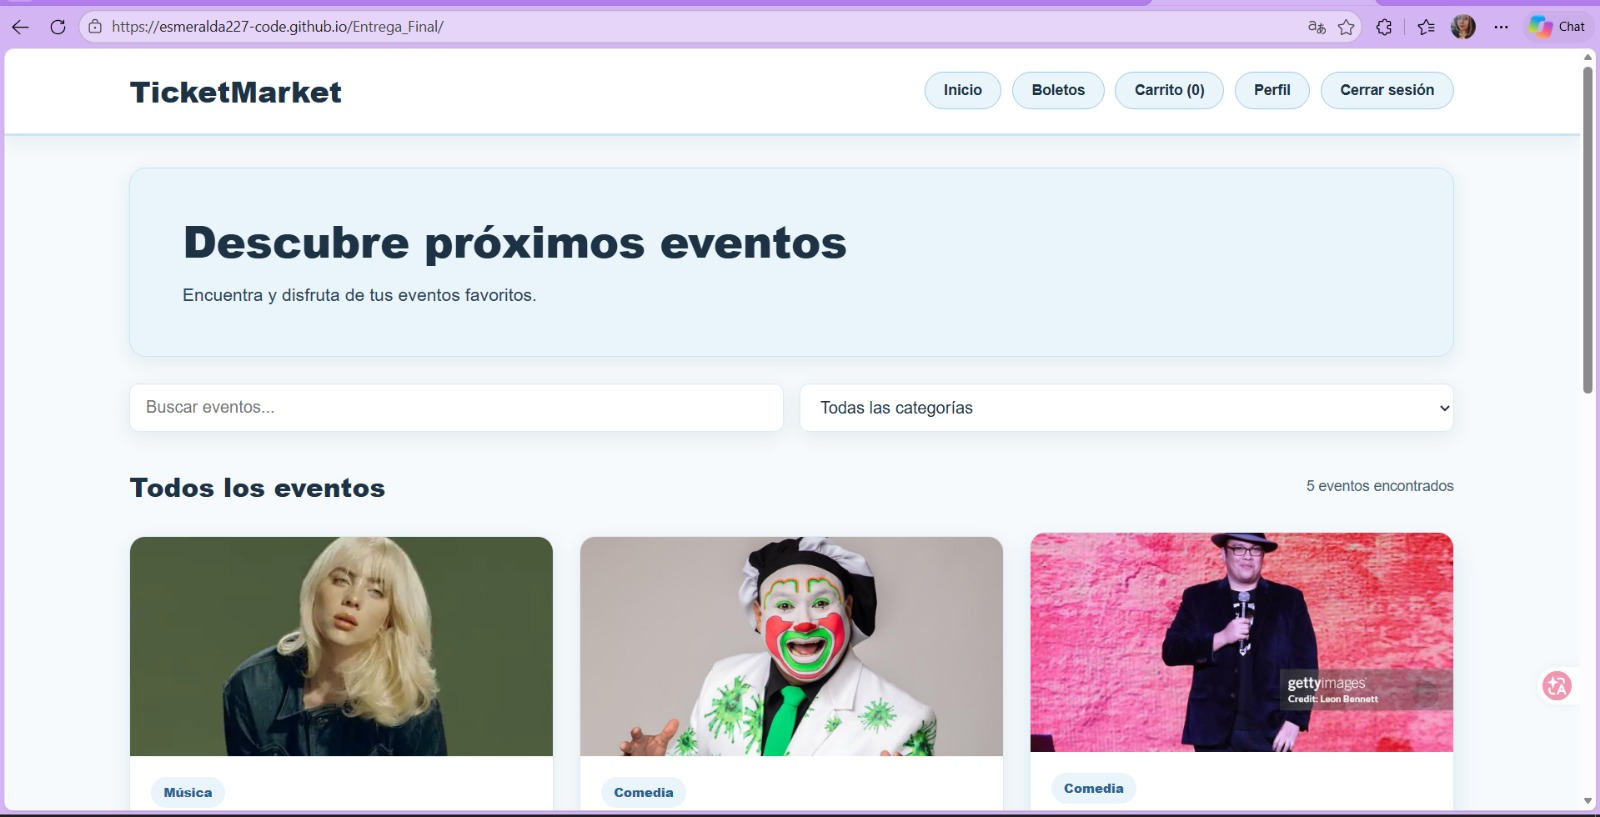 https://esmeralda227-code.github.io/Entrega_Final/
Chat
TicketMarket
Inicio
Boletos
Carrito (0)
Perfil
Cerrar sesión
Descubre próximos eventos
Encuentra y disfruta de tus eventos favoritos.
Buscar eventos...
Todas las categorías
Todos los eventos
5 eventos encontrados
gettyimages
Credit: Leon Bennett
Música
Comedia
Comedia